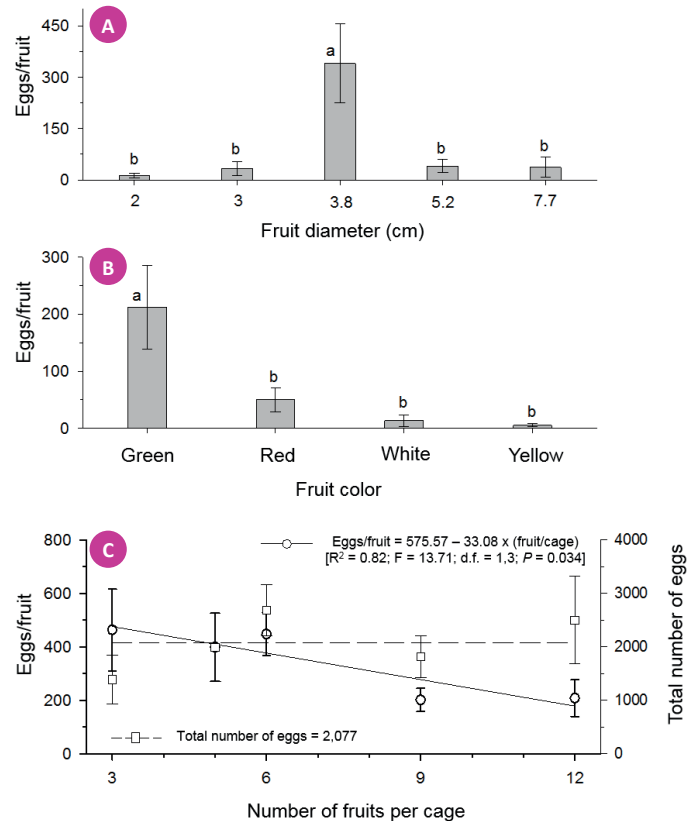 A
Eggs/fruit
450
300
150
0
a
b
b
b
b
2
3
3.8
5.2
7.7
Fruit diameter (cm)
B
Eggs/fruit
300
200
100
0
a
b
b
b
Green
Red
White
Yellow
Fruit color
C
Eggs/fruit
800
600
400
200
0
Eggs/fruit = 575.57 – 33.08 x (fruit/cage)
[R² = 0.82; F = 13.71; d.f. = 1,3; P = 0.034]
Total number of eggs = 2,077
4000
3000
2000
1000
0
Total number of eggs
3
6
9
12
Number of fruits per cage